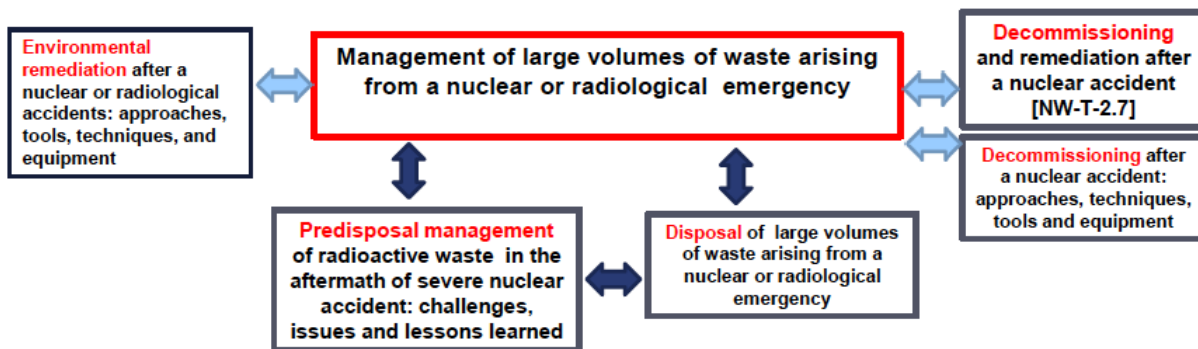 Environmental
remediation after a
nuclear or radiological
accidents: approaches,
tools, techniques, and
equipment
Management of large volumes of waste arising
from a nuclear or radiological emergency
Decommissioning
and remediation after
a nuclear accident
[NW-T-2.7]
Decommissioning after
a nuclear accident:
approaches, techniques,
tools and equipment
Predisposal management
of radioactive waste in the
aftermath of severe nuclear
accident: challenges,
issues and lessons learned
Disposal of large volumes
of waste arising from a
nuclear or radiological
emergency